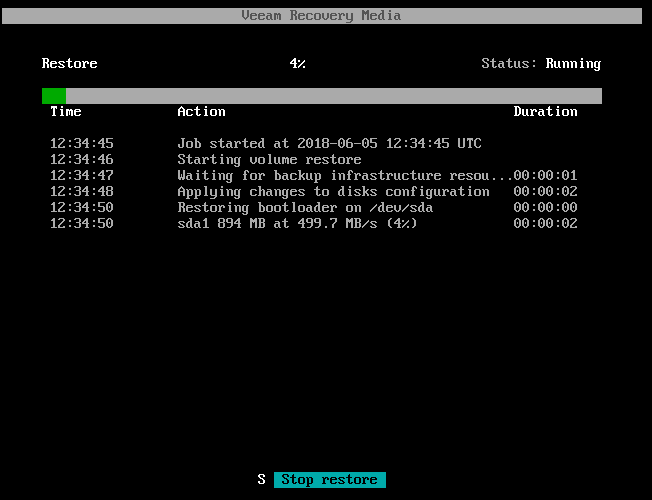 Veeam Recovery Media
Restore 4% Status: Running
Time Action Duration
12:34:45 Job started at 2018-06-05 12:34:45 UTC
12:34:46 Starting volume restore
12:34:47 Waiting for backup infrastructure resou...00:00:01
12:34:48 Applying changes to disks configuration 00:00:02
12:34:50 Restoring bootloader on /dev/sda 00:00:00
12:34:50 sda1 894 MB at 499.7 MB/s (4%) 00:00:02
S Stop restore